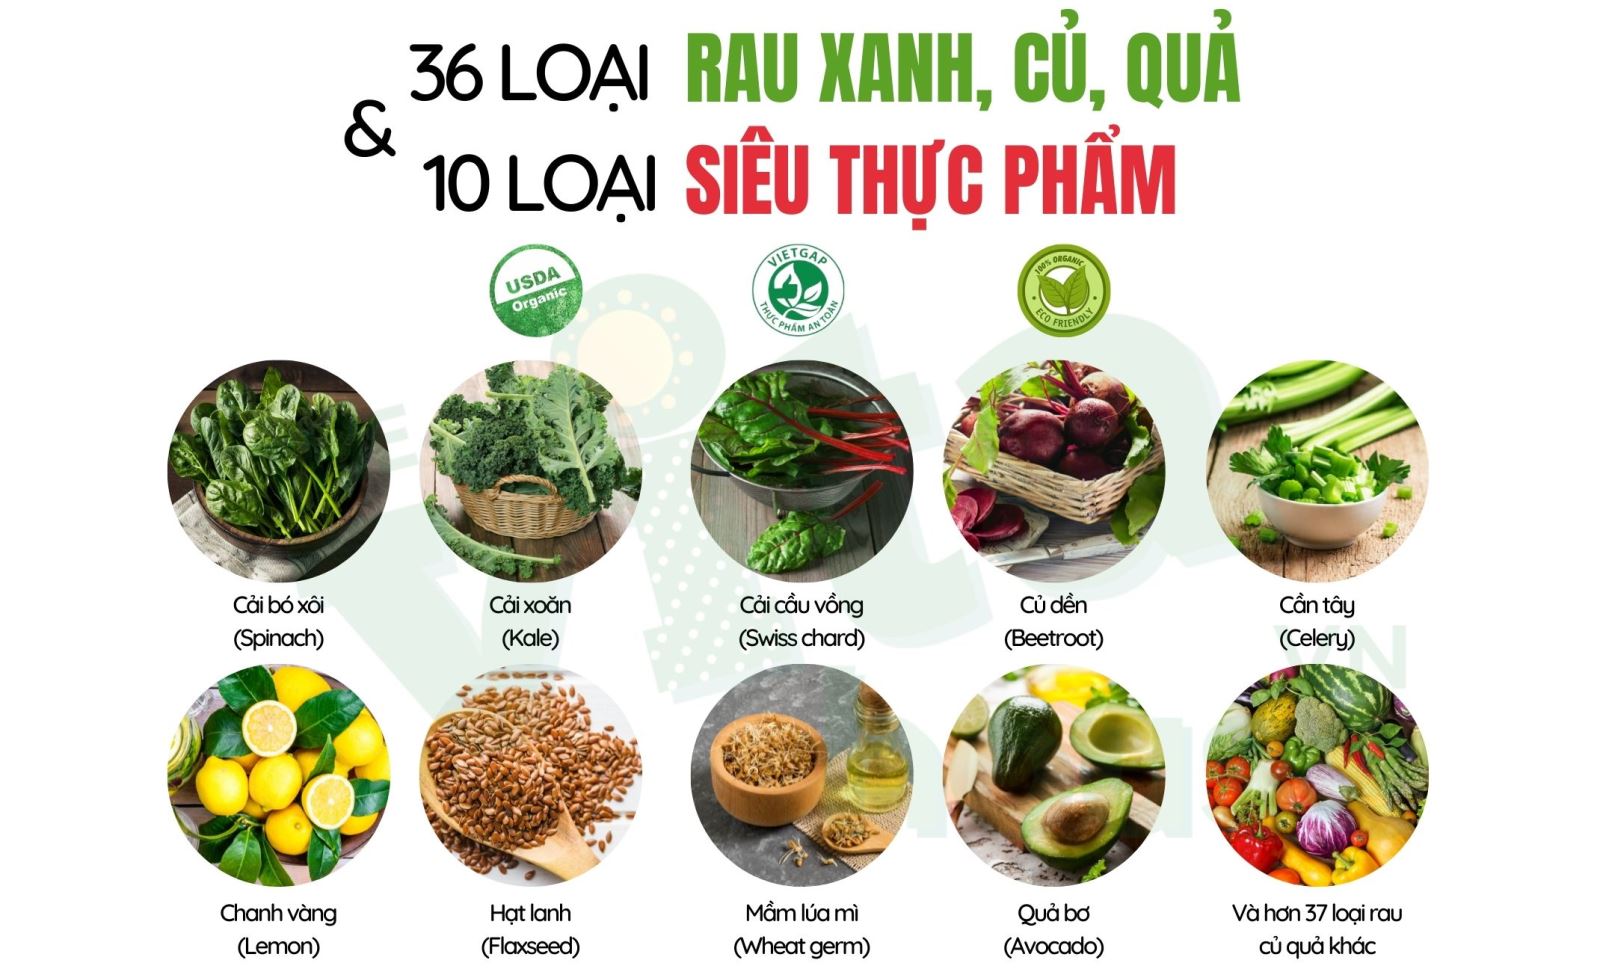 36 LOẠI RAU XANH, CỦ, QUẢ
&
10 LOẠI SIÊU THỰC PHẨM
USDA
Organic
VIETGAP
THỰC PHẨM AN TOÀN
100% ORGANIC
ECO FRIENDLY
Cải bó xôi
(Spinach)
Cải xoăn
(Kale)
Cải cầu vồng
(Swiss chard)
Củ dền
(Beetroot)
Cần tây
(Celery)
Chanh vàng
(Lemon)
Hạt lanh
(Flaxseed)
Mầm lúa mì
(Wheat germ)
Quả bơ
(Avocado)
Và hơn 37 loại rau
củ quả khác